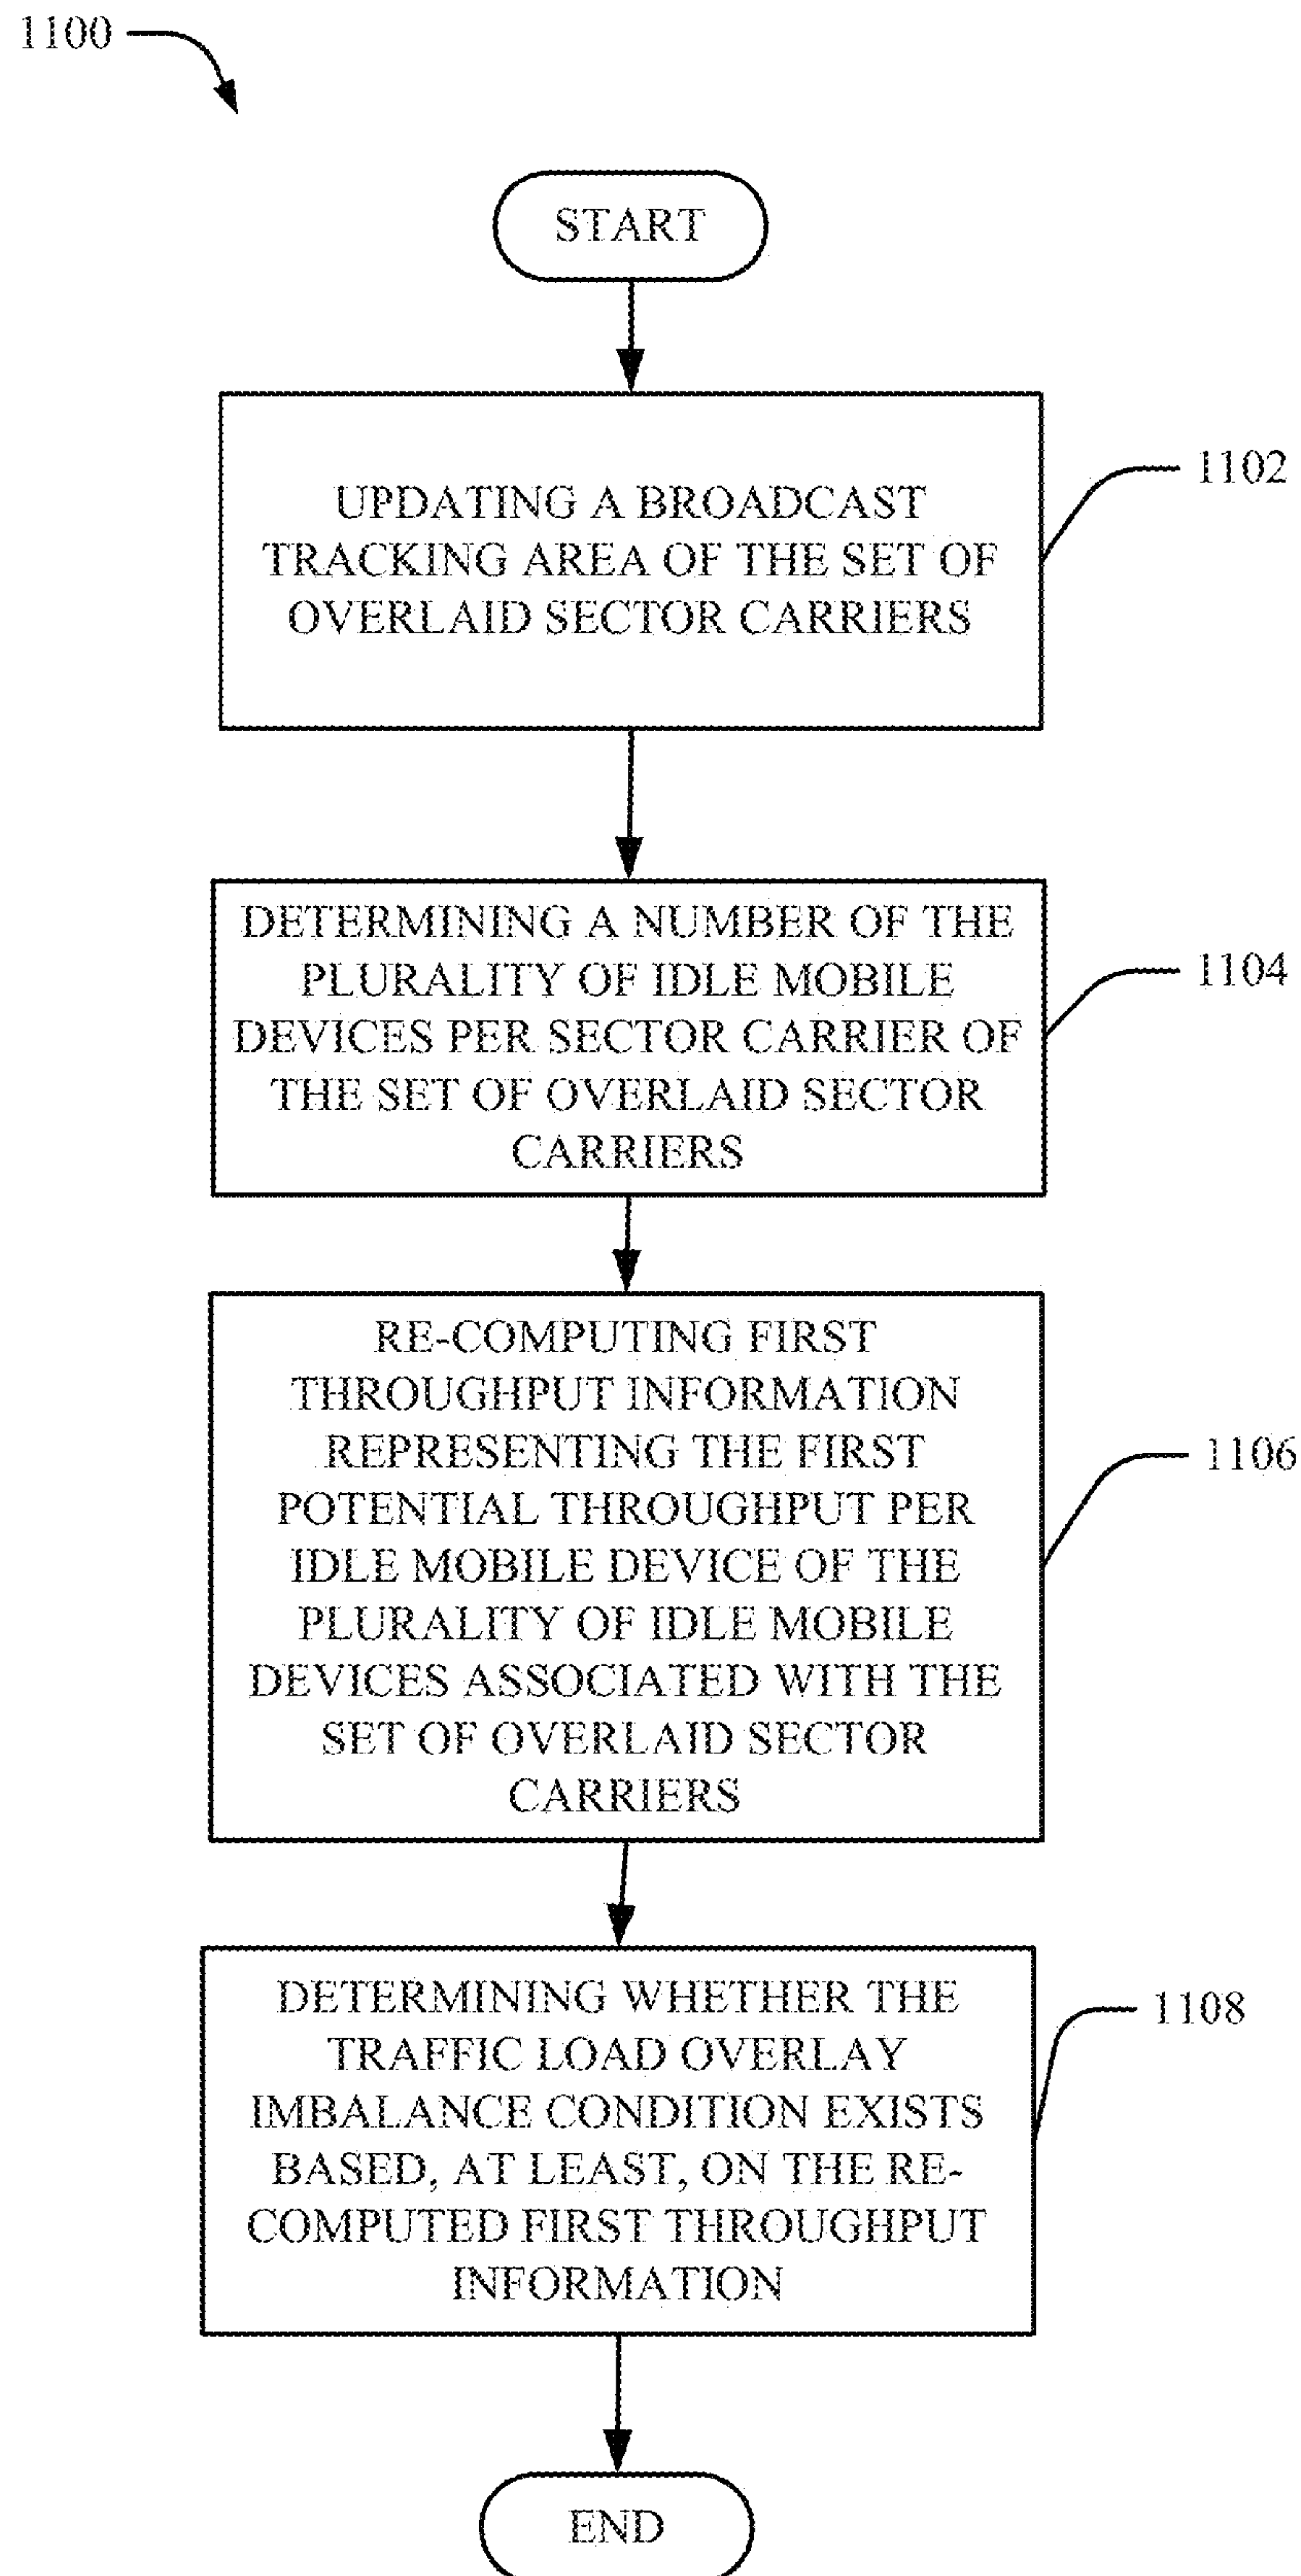 1100
START
UPDATING A BROADCAST
TRACKING AREA OF THE SET OF
OVERLAID SECTOR CARRIERS
1102
DETERMINING A NUMBER OF THE
PLURALITY OF IDLE MOBILE
DEVICES PER SECTOR CARRIER OF
THE SET OF OVERLAID SECTOR
CARRIERS
1104
RE-COMPUTING FIRST
THROUGHPUT INFORMATION
REPRESENTING THE FIRST
POTENTIAL THROUGHPUT PER
IDLE MOBILE DEVICE OF THE
PLURALITY OF IDLE MOBILE
DEVICES ASSOCIATED WITH THE
SET OF OVERLAID SECTOR
CARRIERS
1106
DETERMINING WHETHER THE
TRAFFIC LOAD OVERLAY
IMBALANCE CONDITION EXISTS
BASED, AT LEAST, ON THE RE-
COMPUTED FIRST THROUGHPUT
INFORMATION
1108
END